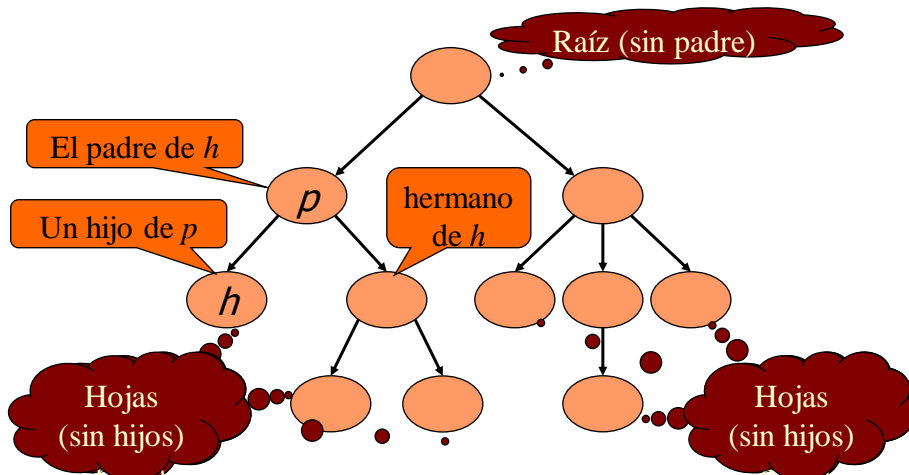 Raíz (sin padre)
El padre de h
p
hermano
de h
Un hijo de p
h
Hojas
(sin hijos)
Hojas
(sin hijos)